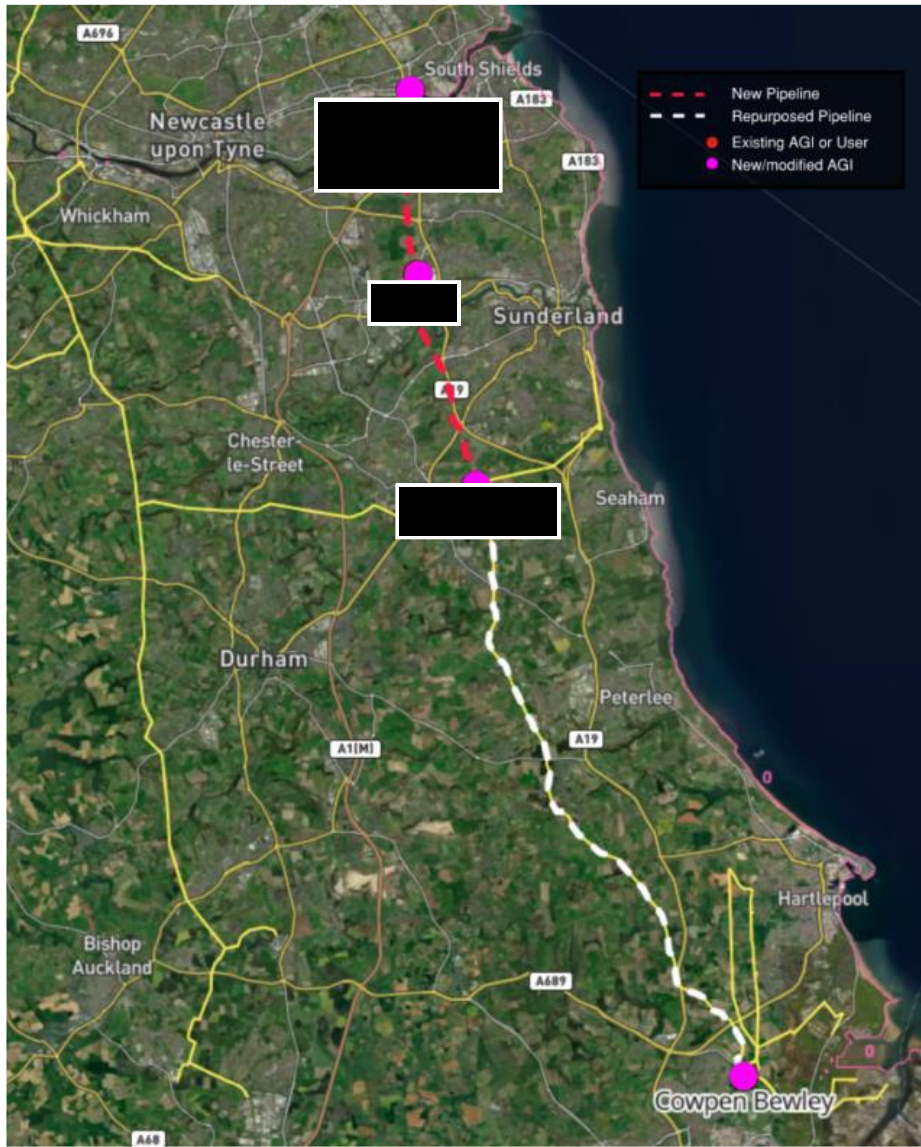 A696
South Shields
A183
Newcastle
upon Tyne
A183
Whickham
New Pipeline
Repurposed Pipeline
Existing AGI or User
New/modified AGI
Sunderland
A19
Chester-
le-Street
Seaham
Durham
Peterlee
A1(M)
A19
0
Hartlepool
Bishop
Auckland
A689
0
Cowpen Bewley
A68